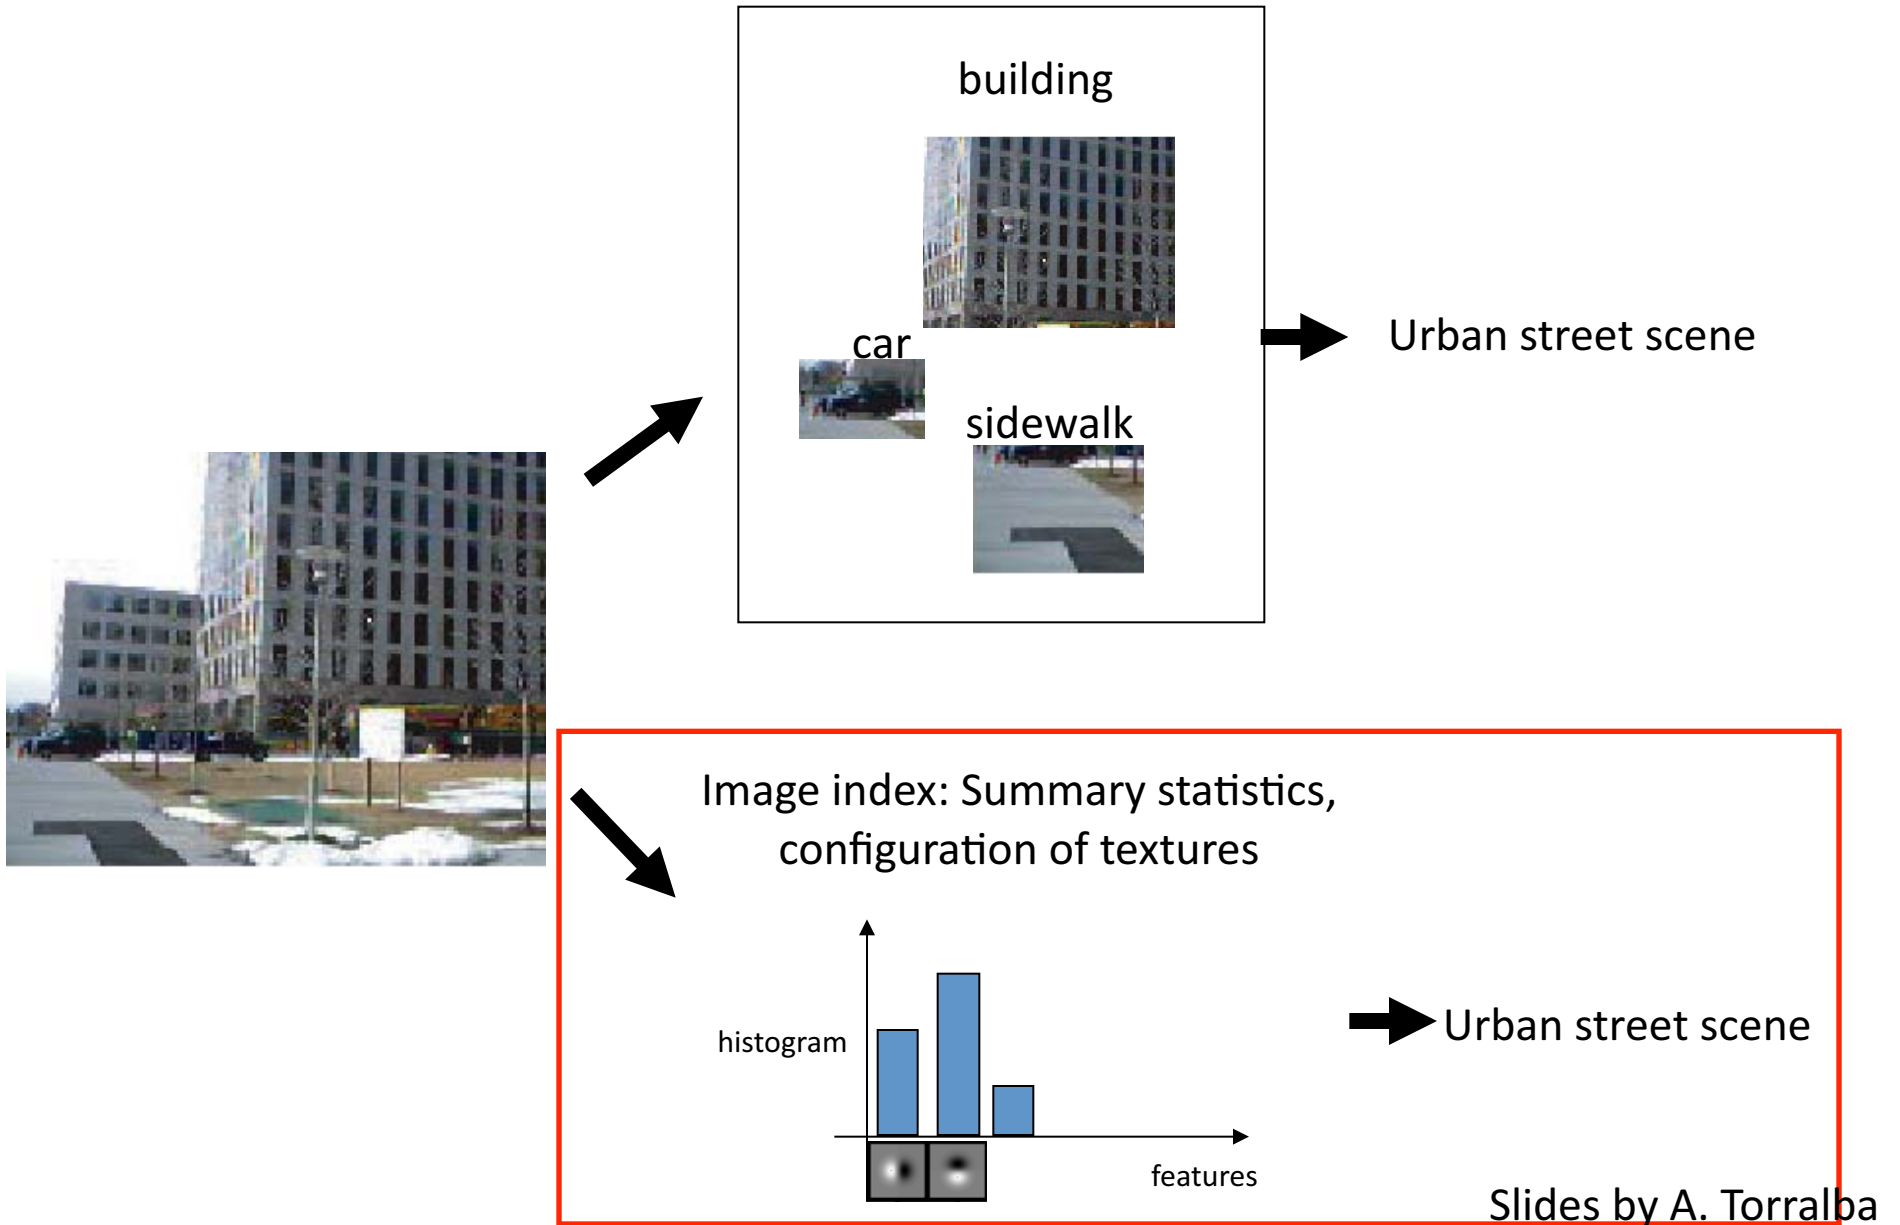 building
car
sidewalk
Urban street scene
Image index: Summary statistics,
configuration of textures
histogram
Urban street scene
features
Slides by A. Torralba